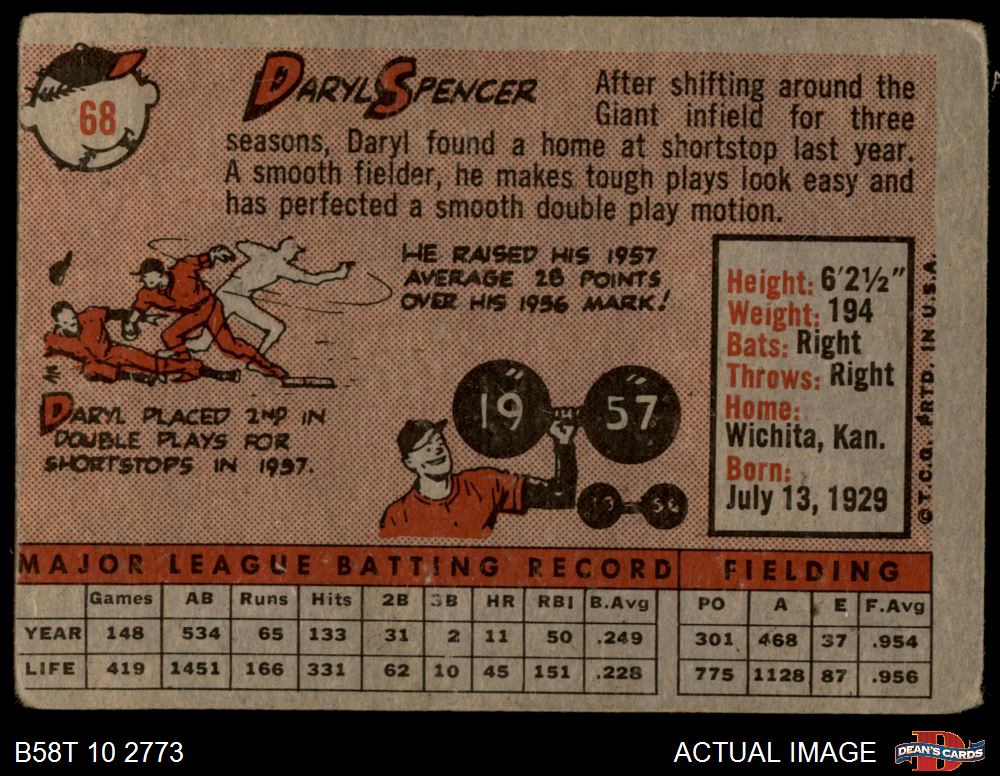 68
DARYL SPENCER
After shifting around the
Giant infield for three
seasons, Daryl found a home at shortstop last year.
A smooth fielder, he makes tough plays look easy and
has perfected a smooth double play motion.
HE RAISED HIS 1957
AVERAGE 28 POINTS
OVER HIS 1956 MARK!
DARYL PLACED 2ND IN
DOUBLE PLAYS FOR
SHORTSTOPS IN 1957.
19 57
19 56
Height: 6'2½"
Weight: 194
Bats: Right
Throws: Right
Home:
Wichita, Kan.
Born:
July 13, 1929
© T.C.G. PRTD. IN U.S.A.
MAJOR LEAGUE BATTING RECORD FIELDING
Games AB Runs Hits 2B 3B HR RBI B.Avg PO A E F.Avg
YEAR 148 534 65 133 31 2 11 50 .249 301 468 37 .954
LIFE 419 1451 166 331 62 10 45 151 .228 775 1128 87 .956
B58T 10 2773
ACTUAL IMAGE
DEAN'S CARDS